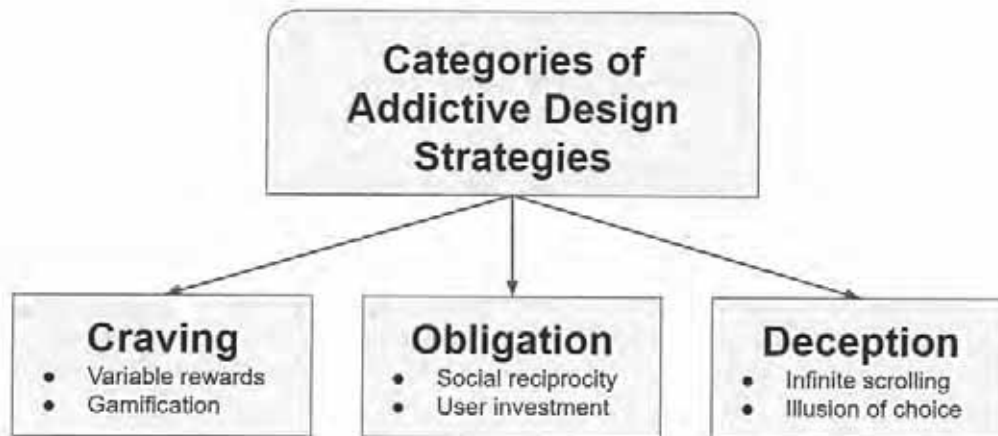 Categories of
Addictive Design
Strategies
Craving
● Variable rewards
● Gamification
Obligation
● Social reciprocity
● User investment
Deception
● Infinite scrolling
● Illusion of choice